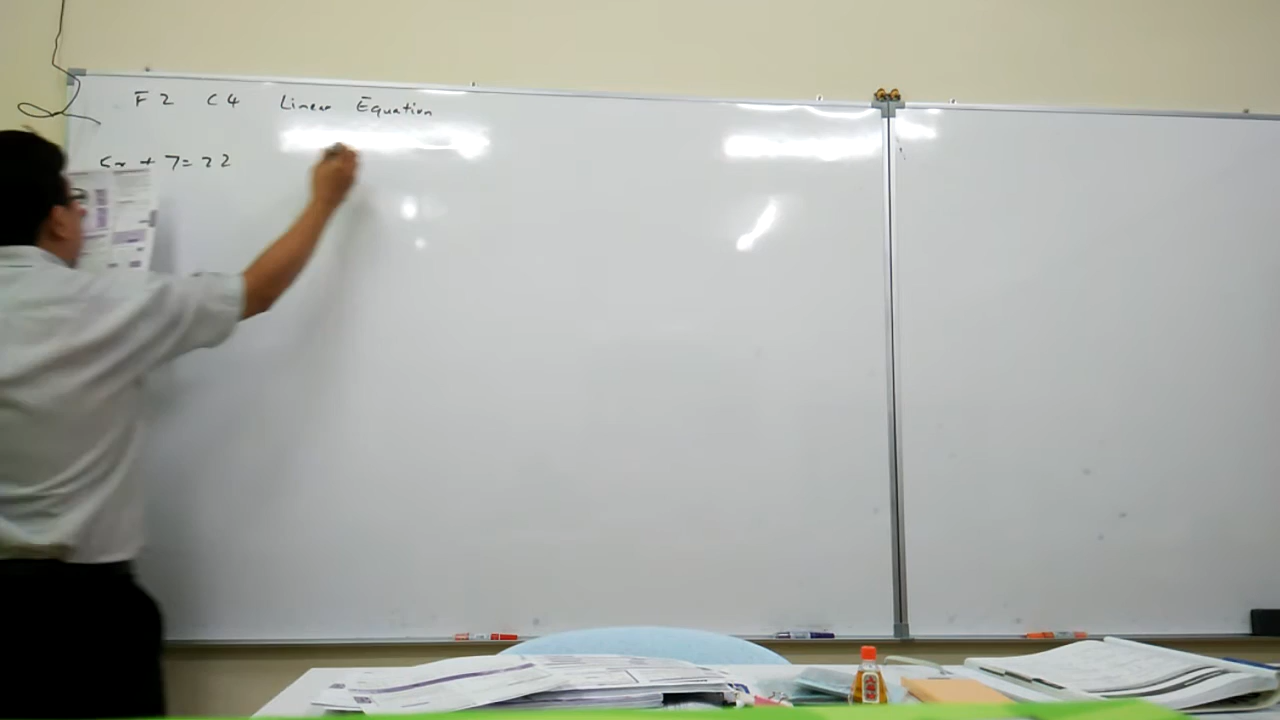 F2 C4 Linear Equation
5x + 7 = 22